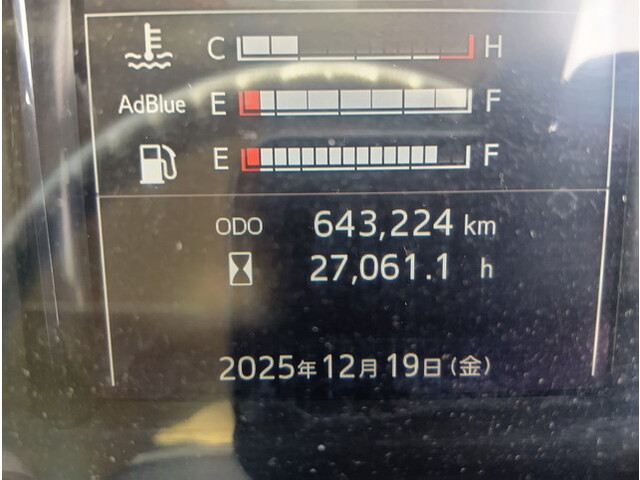 C H
AdBlue E F
E F
ODO 643,224 km
27,061.1 h
2025年12月19日(金)